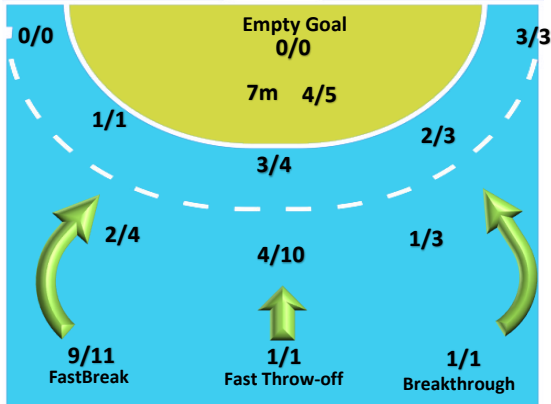 Empty Goal
0/0 0/0 3/3
7m 4/5
1/1 2/3
3/4
2/4 1/3
4/10
9/11 1/1 1/1
FastBreak Fast Throw-off Breakthrough